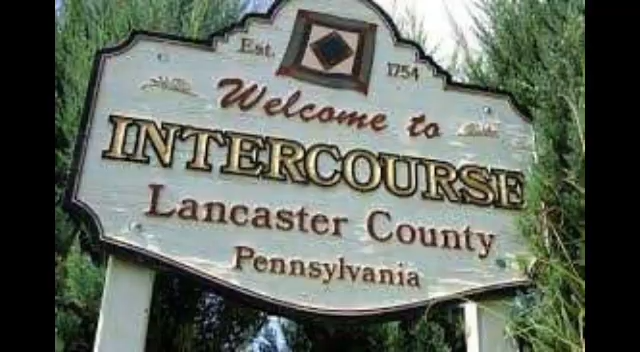 Est. 1754
Welcome to
INTERCOURSE
Lancaster County
Pennsylvania